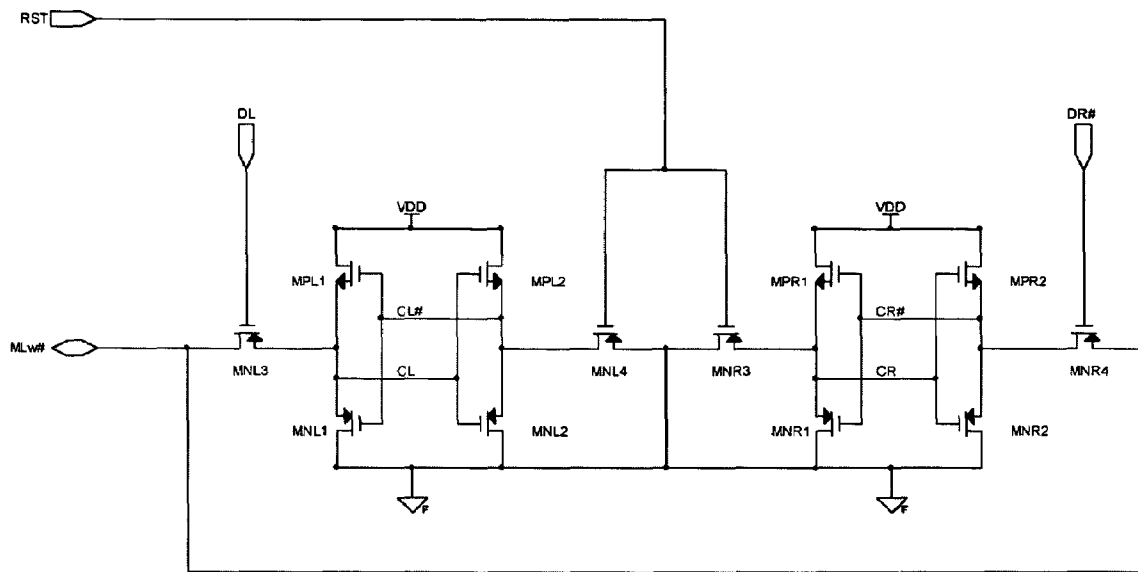 RST
DL
DR#
VDD
VDD
MPL1
MPL2
MPR1
MPR2
CL#
CR#
MLw#
MNL3
CL
MNL4
MNR3
CR
MNR4
MNL1
MNL2
MNR1
MNR2
F
F